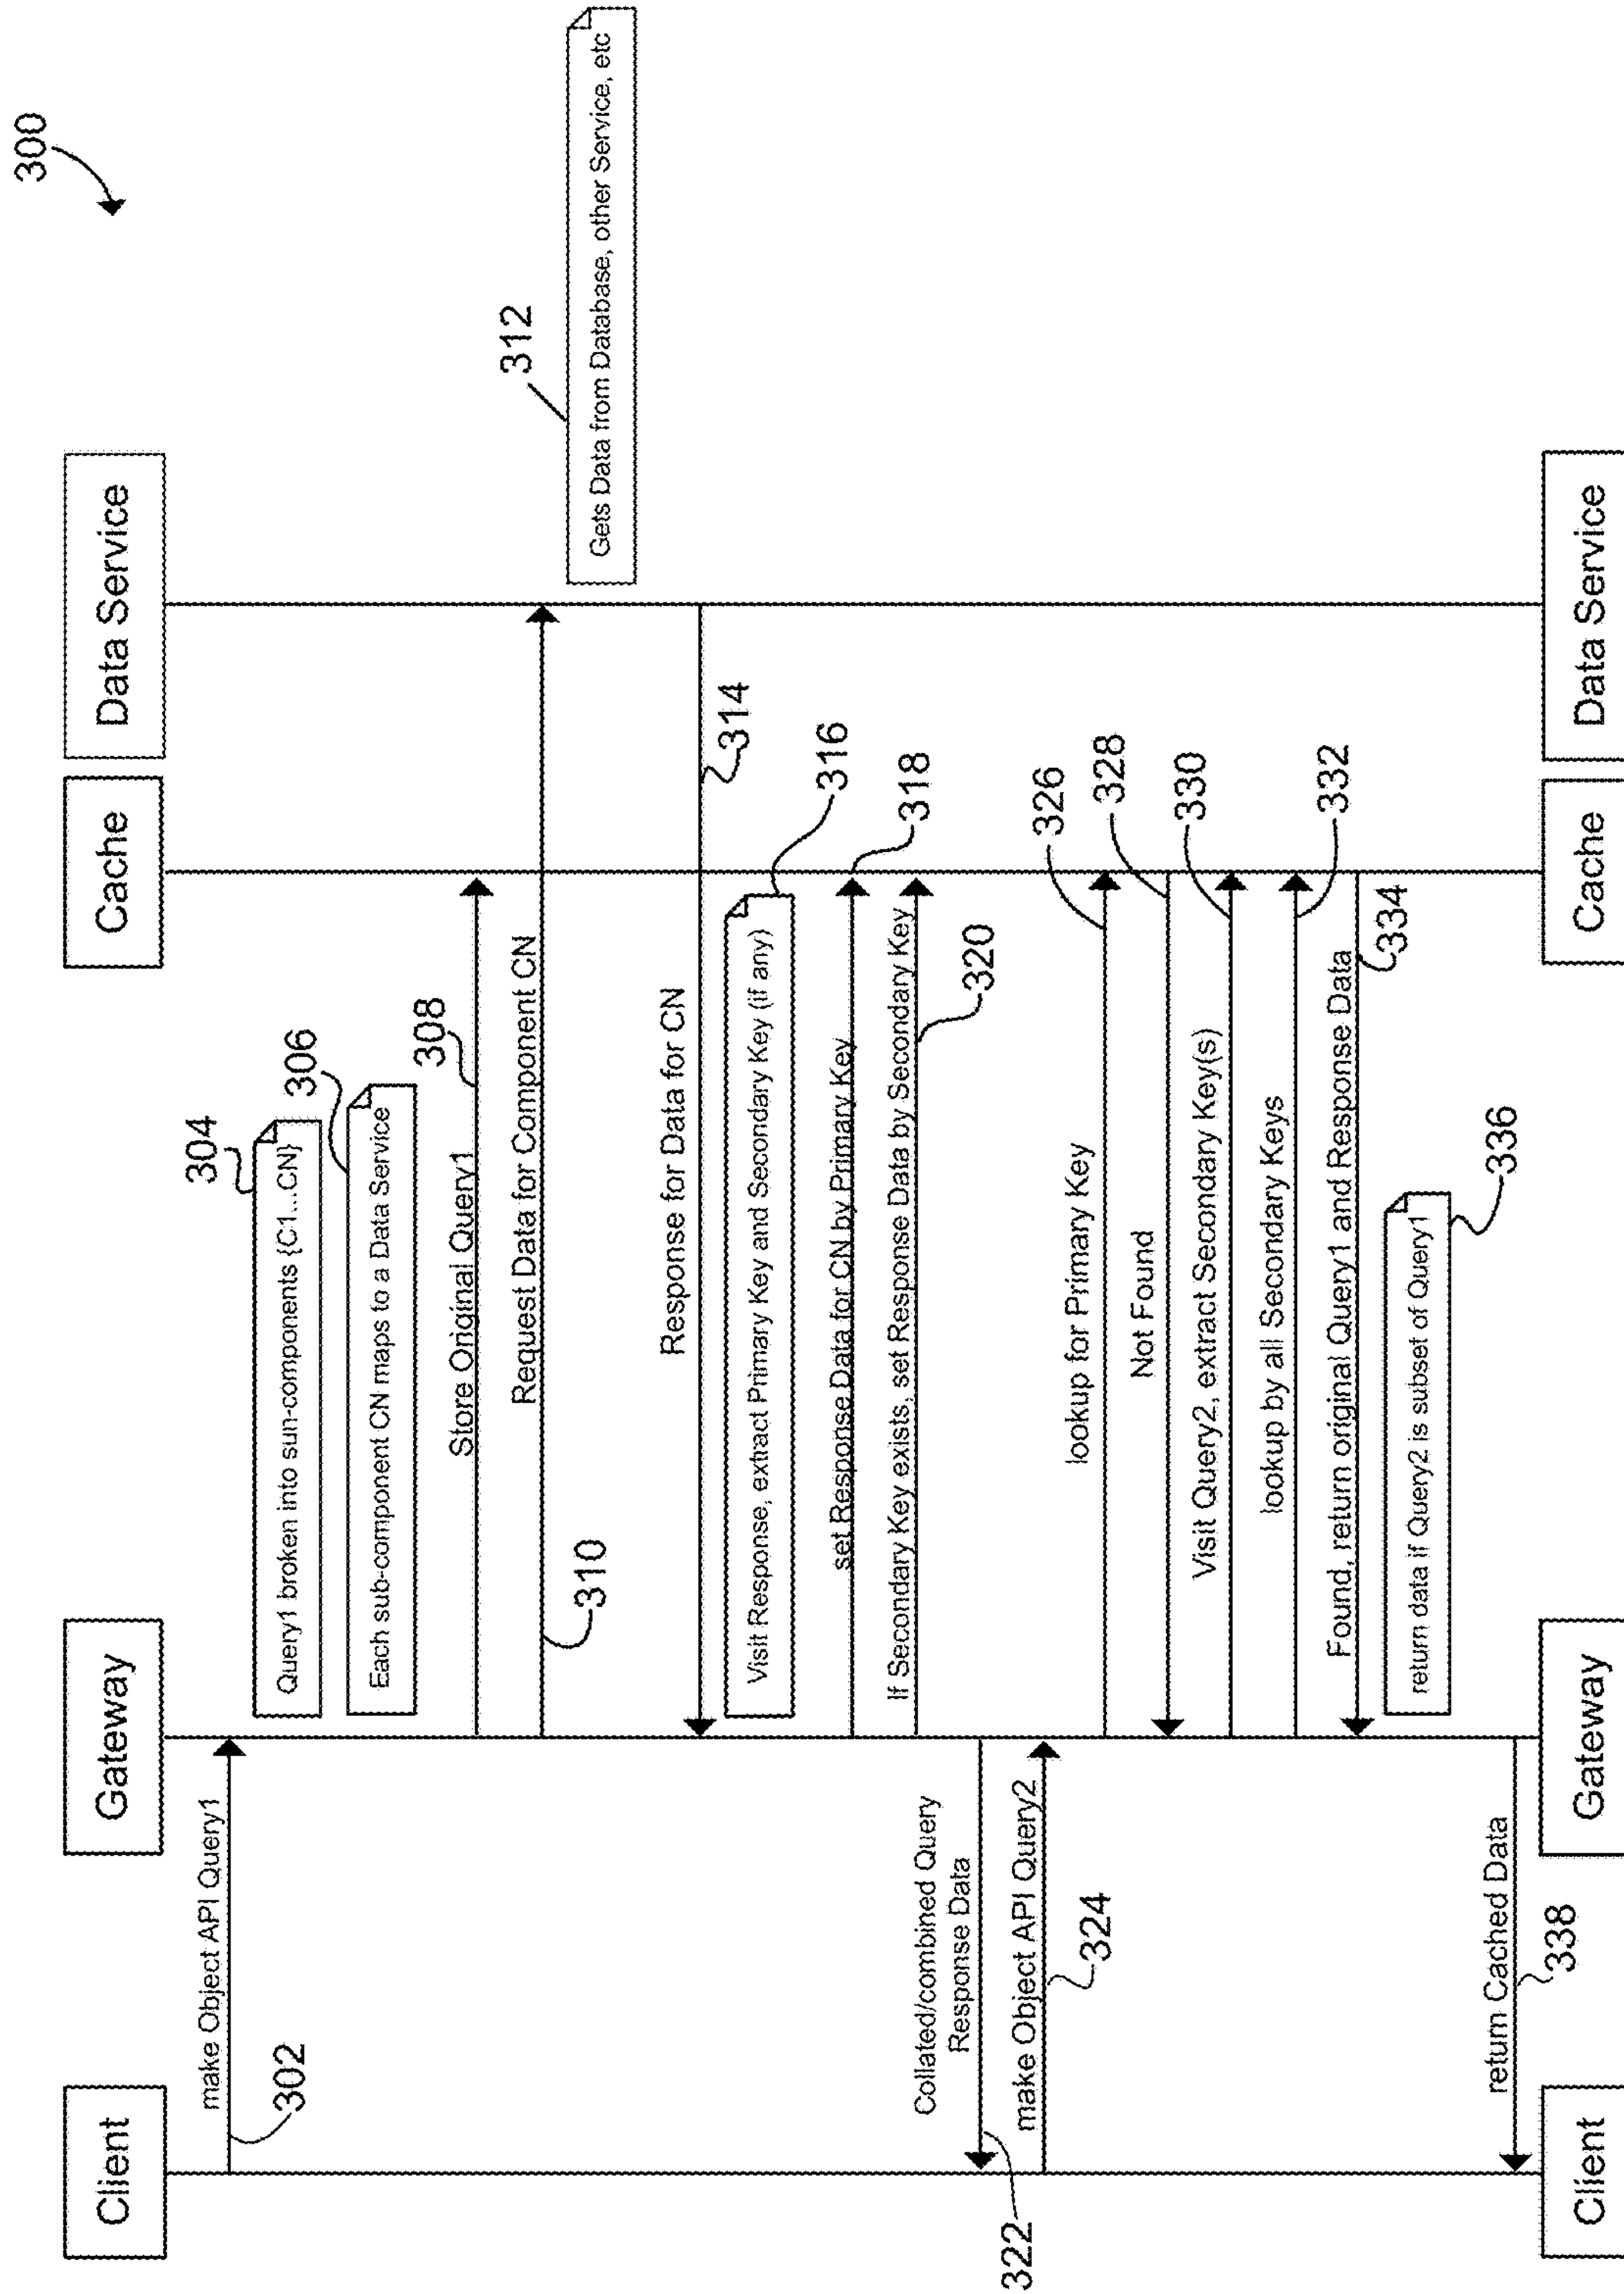 300
Client
Gateway
Cache
Data Service
make Object API Query1
302
304
Query1 broken into sun-components {C1...CN}
306
Each sub-component CN maps to a Data Service
308
Store Original Query1
Request Data for Component CN
310
312
Gets Data from Database, other Service, etc
Response for Data for CN
314
Visit Response, extract Primary Key and Secondary Key (if any)
316
set Response Data for CN by Primary Key
318
If Secondary Key exists, set Response Data by Secondary Key
320
Collated/combined Query
Response Data
322
make Object API Query2
324
lookup for Primary Key
326
Not Found
328
Visit Query2, extract Secondary Key(s)
330
lookup by all Secondary Keys
332
Found, return original Query1 and Response Data
334
return data if Query2 is subset of Query1
336
return Cached Data
338
Client
Gateway
Cache
Data Service